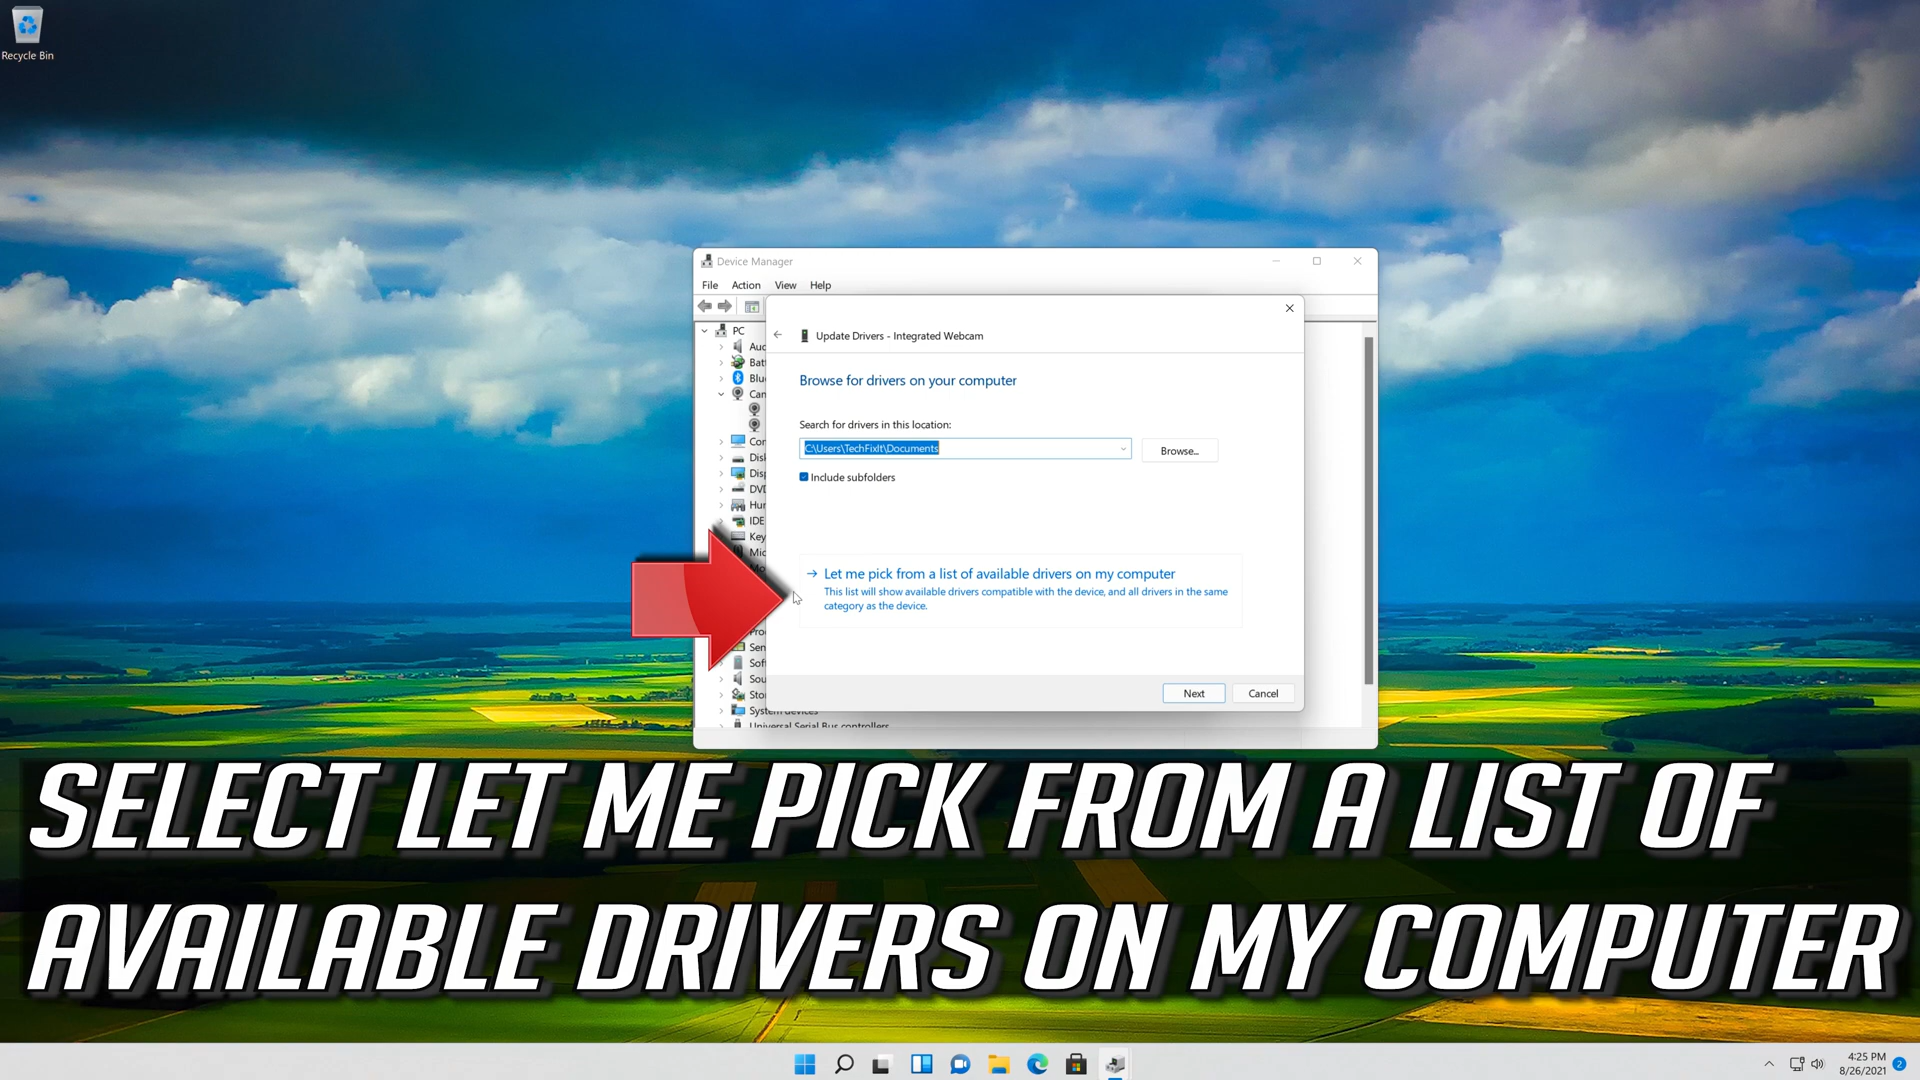 Recycle Bin
Device Manager
File Action View Help
PC
Update Drivers - Integrated Webcam
Browse for drivers on your computer
Search for drivers in this location:
C:\Users\TechFixIt\Documents
Browse...
Include subfolders
Let me pick from a list of available drivers on my computer
This list will show available drivers compatible with the device, and all drivers in the same
category as the device.
Next Cancel
System devices
Universal Serial Bus controllers
SELECT LET ME PICK FROM A LIST OF
AVAILABLE DRIVERS ON MY COMPUTER
4:25 PM
8/26/2021
2